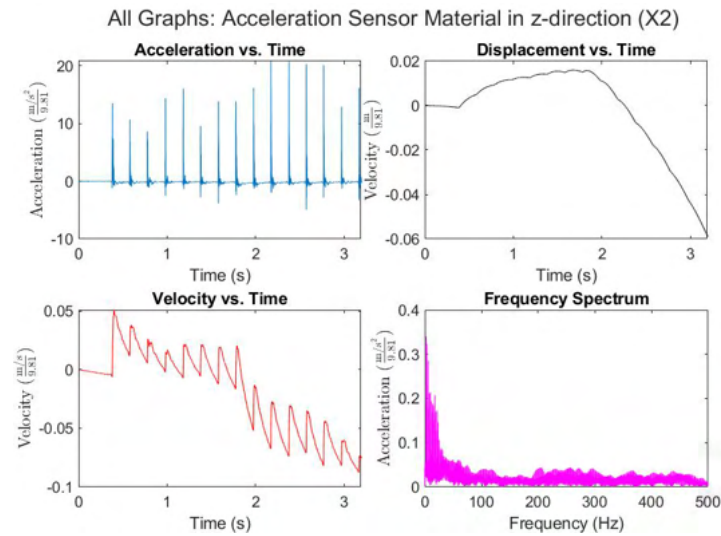 All Graphs: Acceleration Sensor Material in z-direction (X2)
Acceleration vs. Time
Acceleration (m/s²/9.81)
20
10
0
-10
0
1
2
3
Time (s)
Displacement vs. Time
Velocity (m/9.81)
0.02
0
-0.02
-0.04
-0.06
0
1
2
3
Time (s)
Velocity vs. Time
Velocity (m/s/9.81)
0.05
0
-0.05
-0.1
0
1
2
3
Time (s)
Frequency Spectrum
Acceleration (m/s²/9.81)
0.4
0.3
0.2
0.1
0
0
100
200
300
400
500
Frequency (Hz)